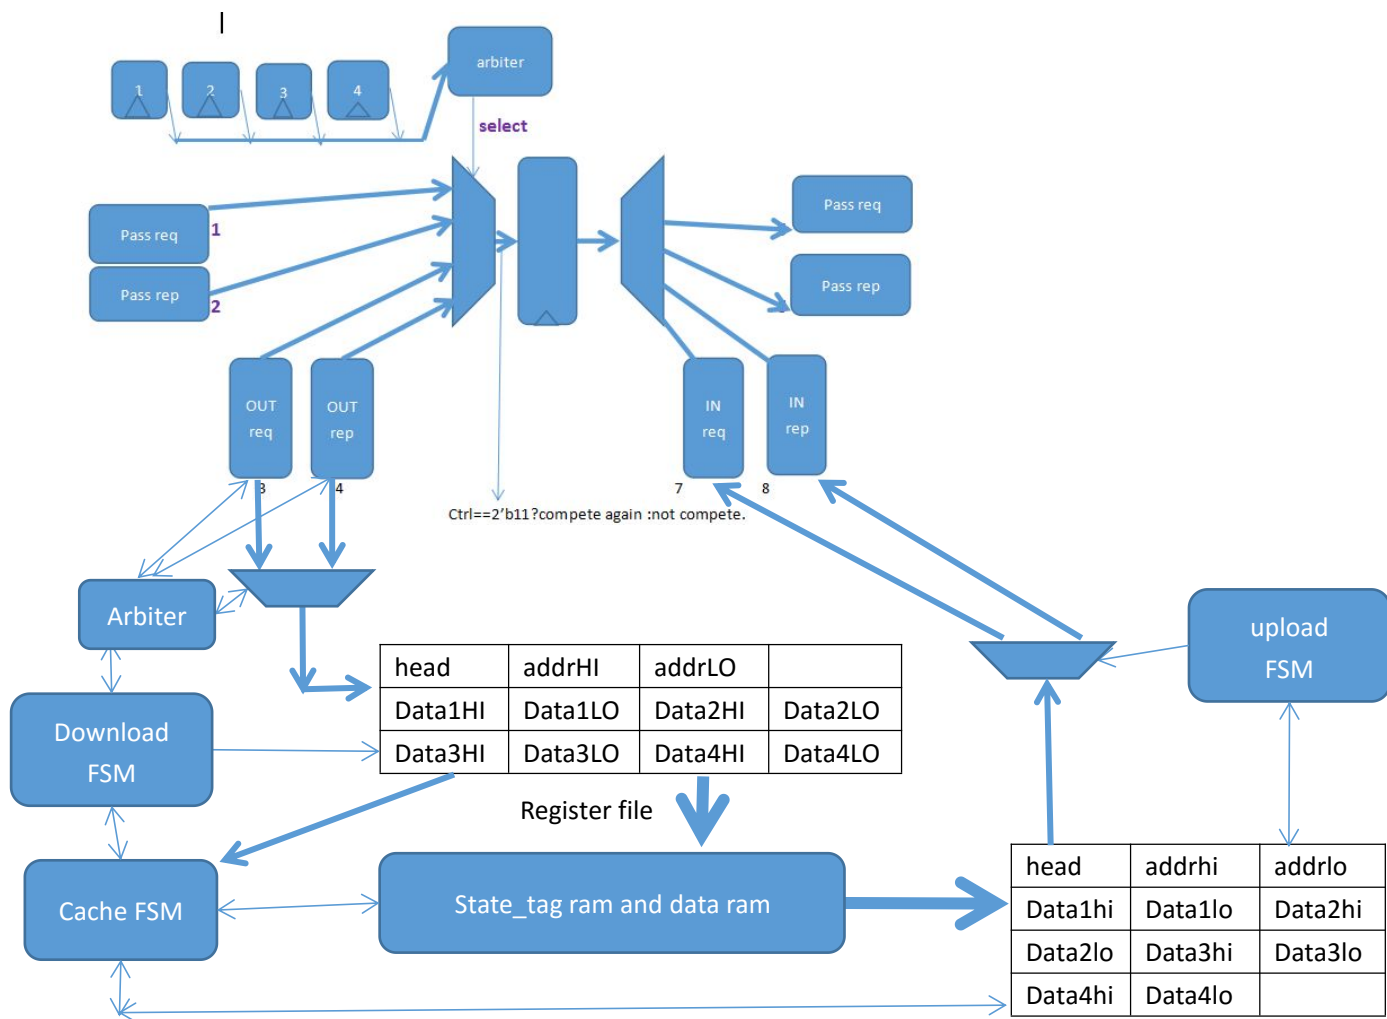 1 2 3 4
arbiter
select
Pass req
1
Pass rep
2
Pass req
Pass rep
OUT
req
OUT
rep
IN
req
IN
rep
3 4
7 8
Ctrl==2'b11?compete again :not compete.
Arbiter
Download
FSM
Cache FSM
head addrHI addrLO
Data1HI Data1LO Data2HI Data2LO
Data3HI Data3LO Data4HI Data4LO
Register file
State_tag ram and data ram
upload
FSM
head addrhi addrlo
Data1hi Data1lo Data2hi
Data2lo Data3hi Data3lo
Data4hi Data4lo